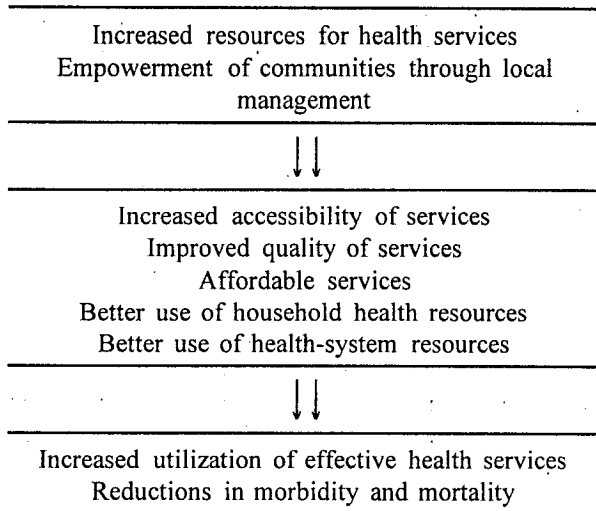 Increased resources for health services
Empowerment of communities through local
management
Increased accessibility of services
Improved quality of services
Affordable services
Better use of household health resources
Better use of health-system resources
Increased utilization of effective health services
Reductions in morbidity and mortality